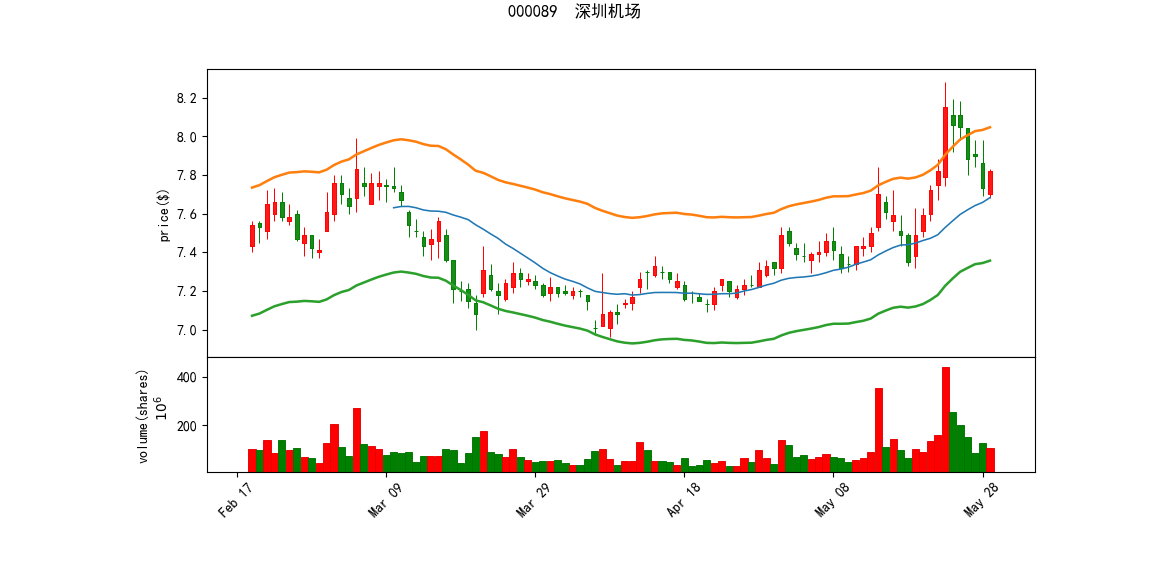 000089 深圳机场
price($)
8.2
8.0
7.8
7.6
7.4
7.2
7.0
volume(shares)
10^6
400
200
Feb 17
Mar 09
Mar 29
Apr 18
May 08
May 28